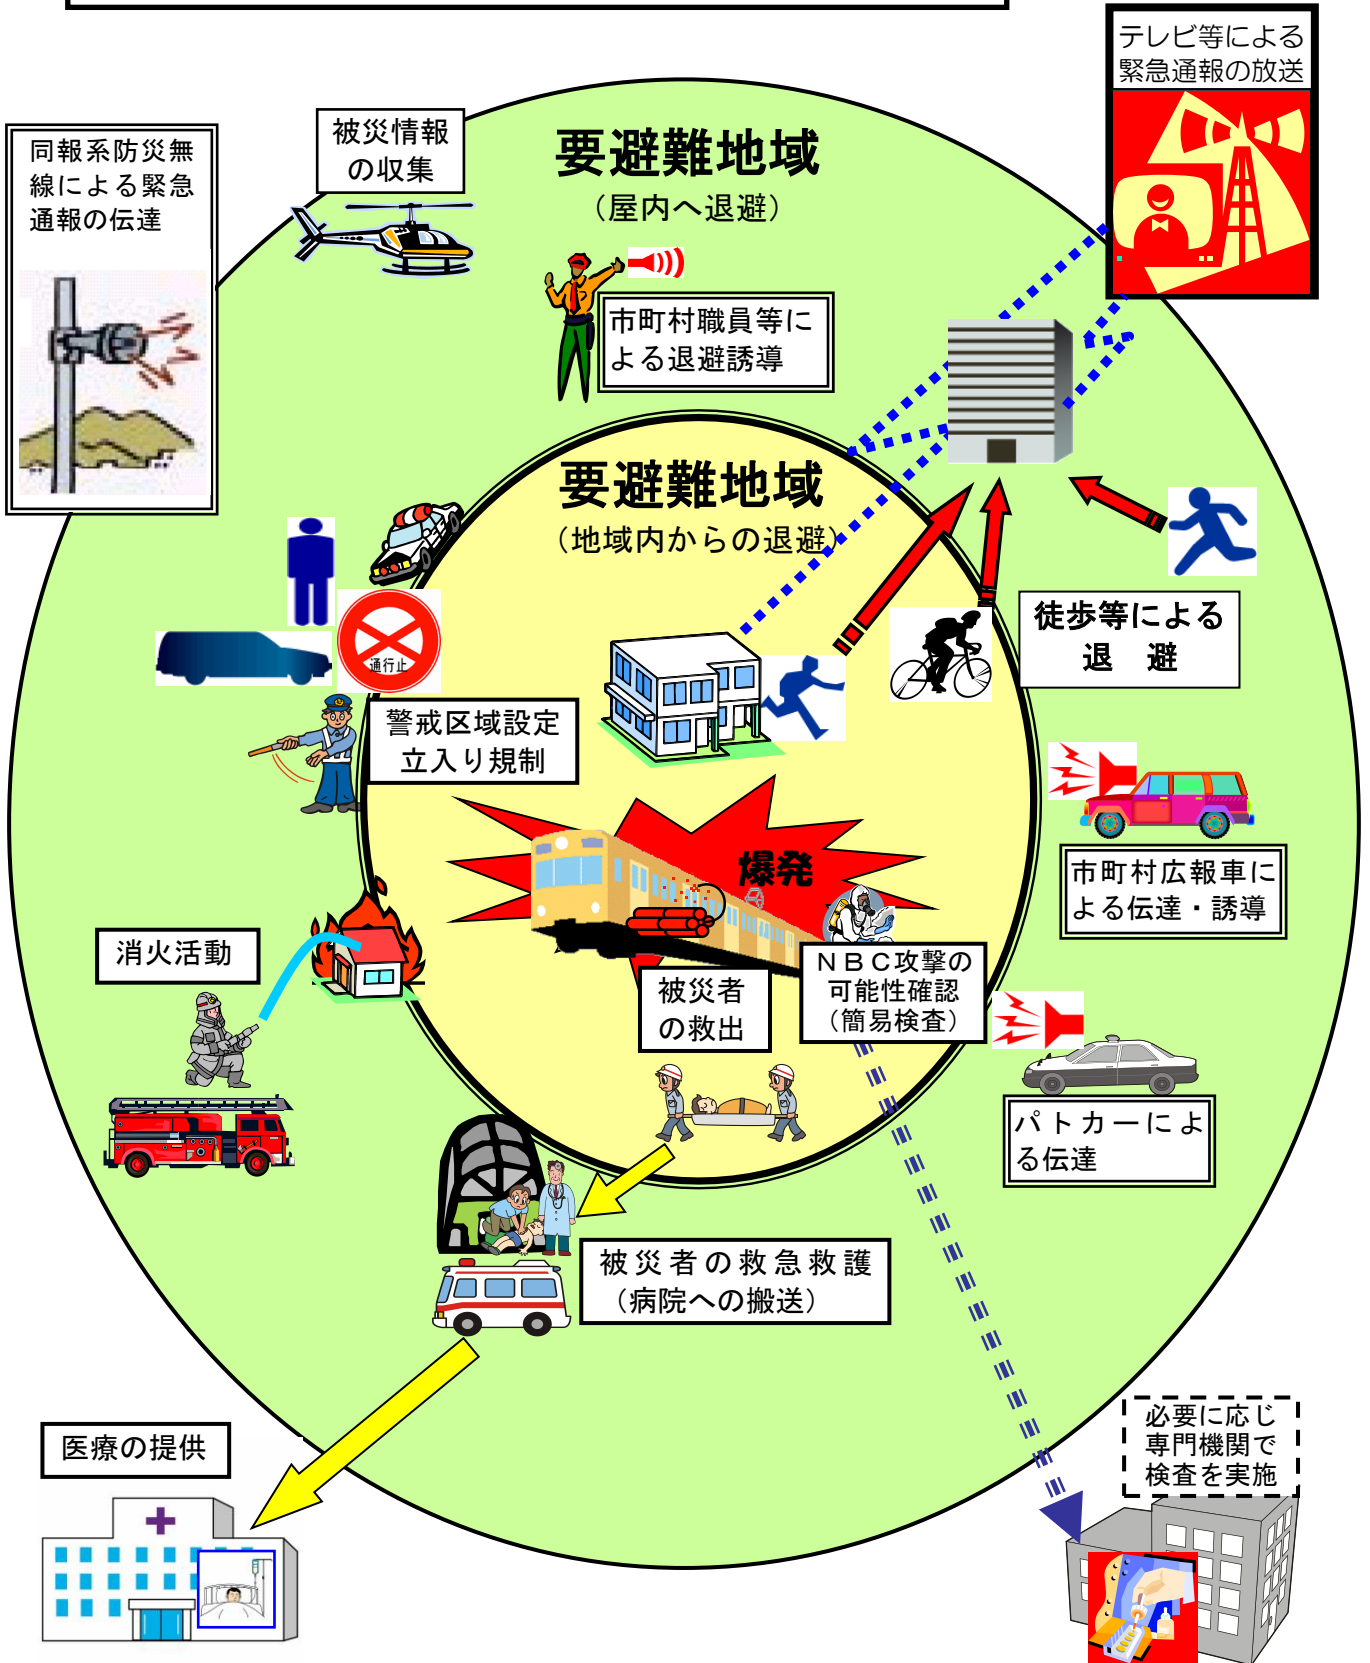 テレビ等による
緊急通報の放送
同報系防災無
線による緊急
通報の伝達
被災情報
の収集
要避難地域
（屋内へ退避）
市町村職員等に
よる退避誘導
要避難地域
（地域内からの退避）
通行止
徒歩等による
退　避
警戒区域設定
立入り規制
爆発
市町村広報車に
よる伝達・誘導
消火活動
被災者
の救出
ＮＢＣ攻撃の
可能性確認
（簡易検査）
パトカーによ
る伝達
被災者の救急救護
（病院への搬送）
医療の提供
必要に応じ
専門機関で
検査を実施